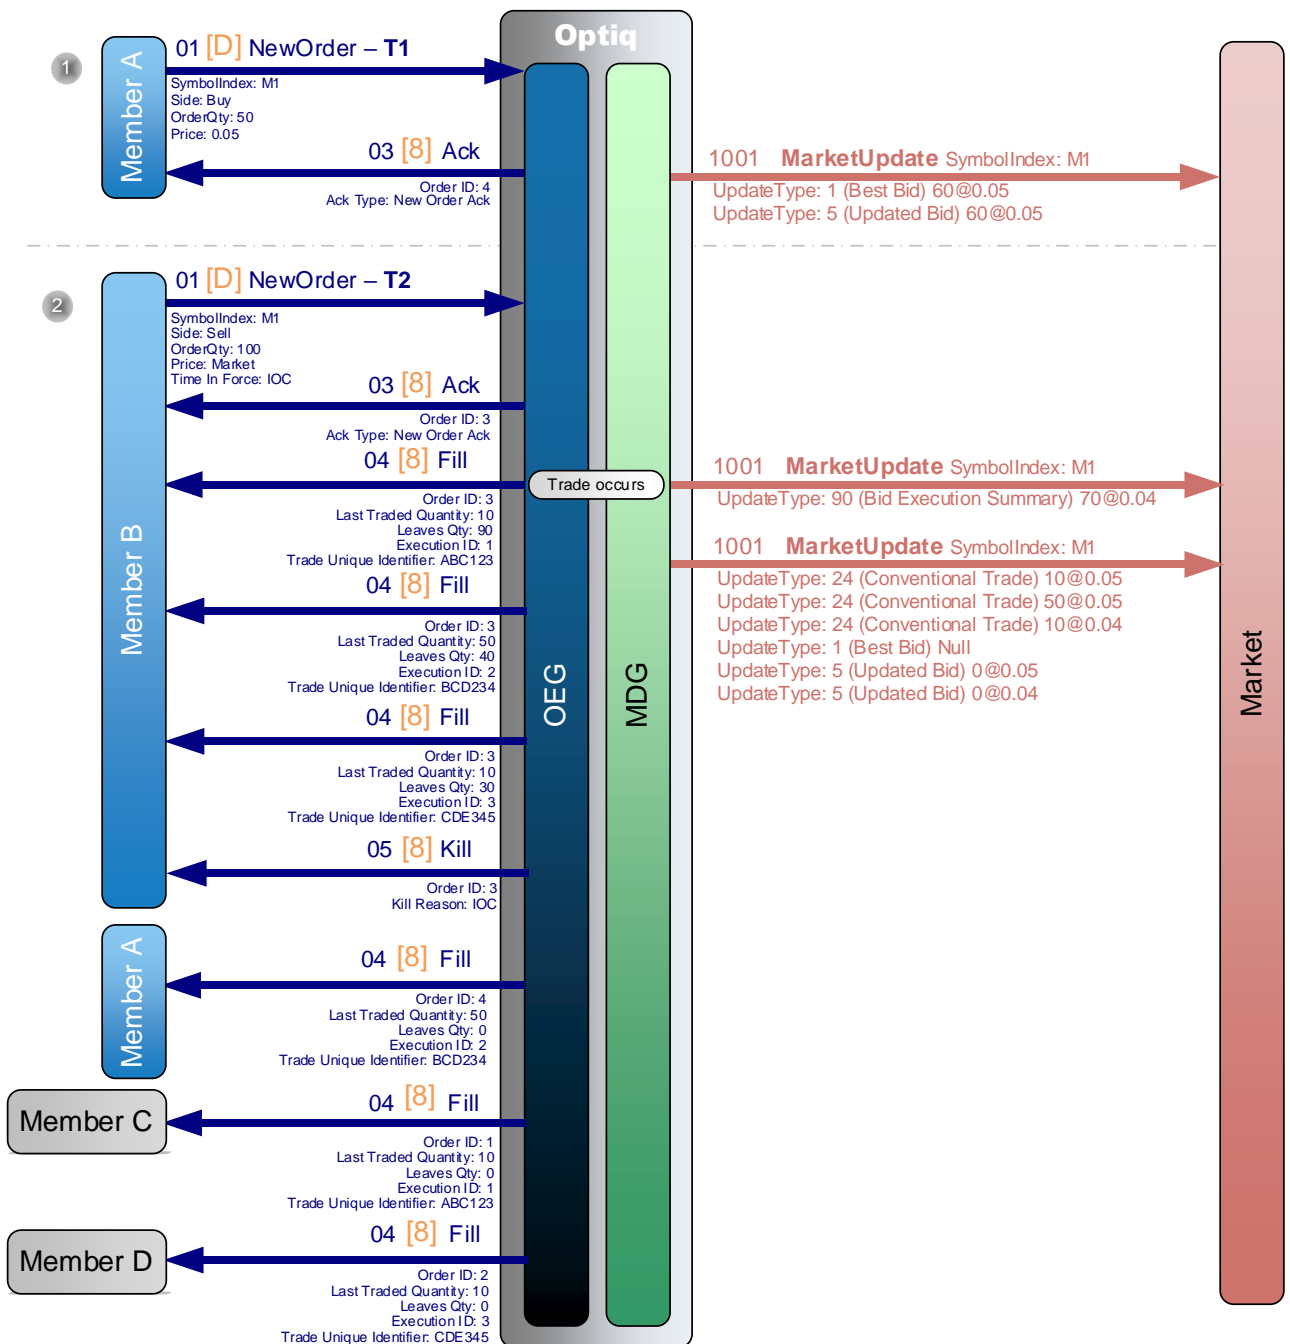 Optiq
1
Member A
01 [D] NewOrder – T1
SymbolIndex: M1
Side: Buy
OrderQty: 50
Price: 0.05
03 [8] Ack
Order ID: 4
Ack Type: New Order Ack
1001 MarketUpdate SymbolIndex: M1
UpdateType: 1 (Best Bid) 60@0.05
UpdateType: 5 (Updated Bid) 60@0.05
2
Member B
01 [D] NewOrder – T2
SymbolIndex: M1
Side: Sell
OrderQty: 100
Price: Market
Time In Force: IOC
03 [8] Ack
Order ID: 3
Ack Type: New Order Ack
04 [8] Fill
Trade occurs
Order ID: 3
Last Traded Quantity: 10
Leaves Qty: 90
Execution ID: 1
Trade Unique Identifier: ABC123
1001 MarketUpdate SymbolIndex: M1
UpdateType: 90 (Bid Execution Summary) 70@0.04
1001 MarketUpdate SymbolIndex: M1
UpdateType: 24 (Conventional Trade) 10@0.05
UpdateType: 24 (Conventional Trade) 50@0.05
UpdateType: 24 (Conventional Trade) 10@0.04
UpdateType: 1 (Best Bid) Null
UpdateType: 5 (Updated Bid) 0@0.05
UpdateType: 5 (Updated Bid) 0@0.04
04 [8] Fill
Order ID: 3
Last Traded Quantity: 50
Leaves Qty: 40
Execution ID: 2
Trade Unique Identifier: BCD234
OEG
MDG
Market
04 [8] Fill
Order ID: 3
Last Traded Quantity: 10
Leaves Qty: 30
Execution ID: 3
Trade Unique Identifier: CDE345
05 [8] Kill
Order ID: 3
Kill Reason: IOC
Member A
04 [8] Fill
Order ID: 4
Last Traded Quantity: 50
Leaves Qty: 0
Execution ID: 2
Trade Unique Identifier: BCD234
Member C
04 [8] Fill
Order ID: 1
Last Traded Quantity: 10
Leaves Qty: 0
Execution ID: 1
Trade Unique Identifier: ABC123
Member D
04 [8] Fill
Order ID: 2
Last Traded Quantity: 10
Leaves Qty: 0
Execution ID: 3
Trade Unique Identifier: CDE345